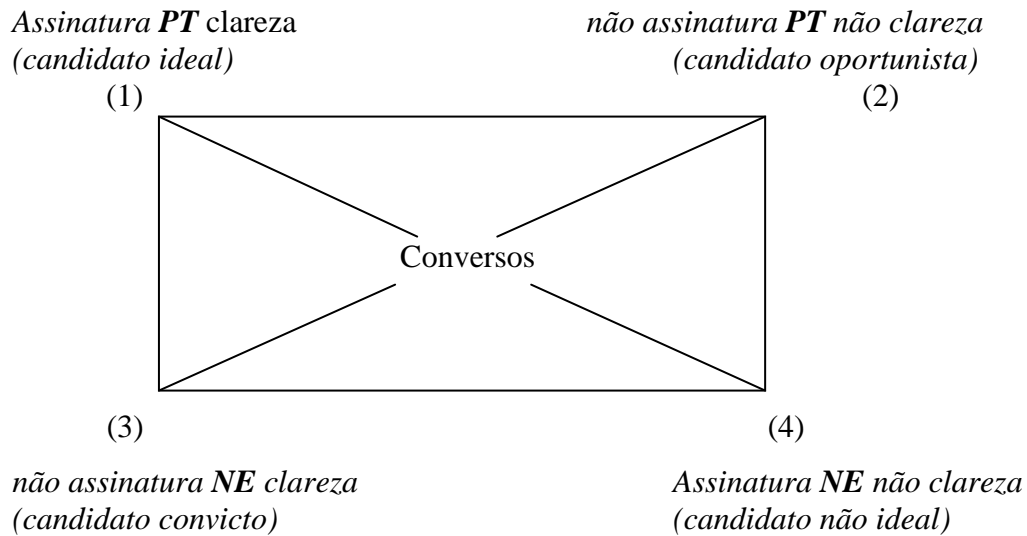 Assinatura PT clareza
(candidato ideal)
(1)
não assinatura PT não clareza
(candidato oportunista)
(2)
Conversos
(3)
não assinatura NE clareza
(candidato convicto)
(4)
Assinatura NE não clareza
(candidato não ideal)